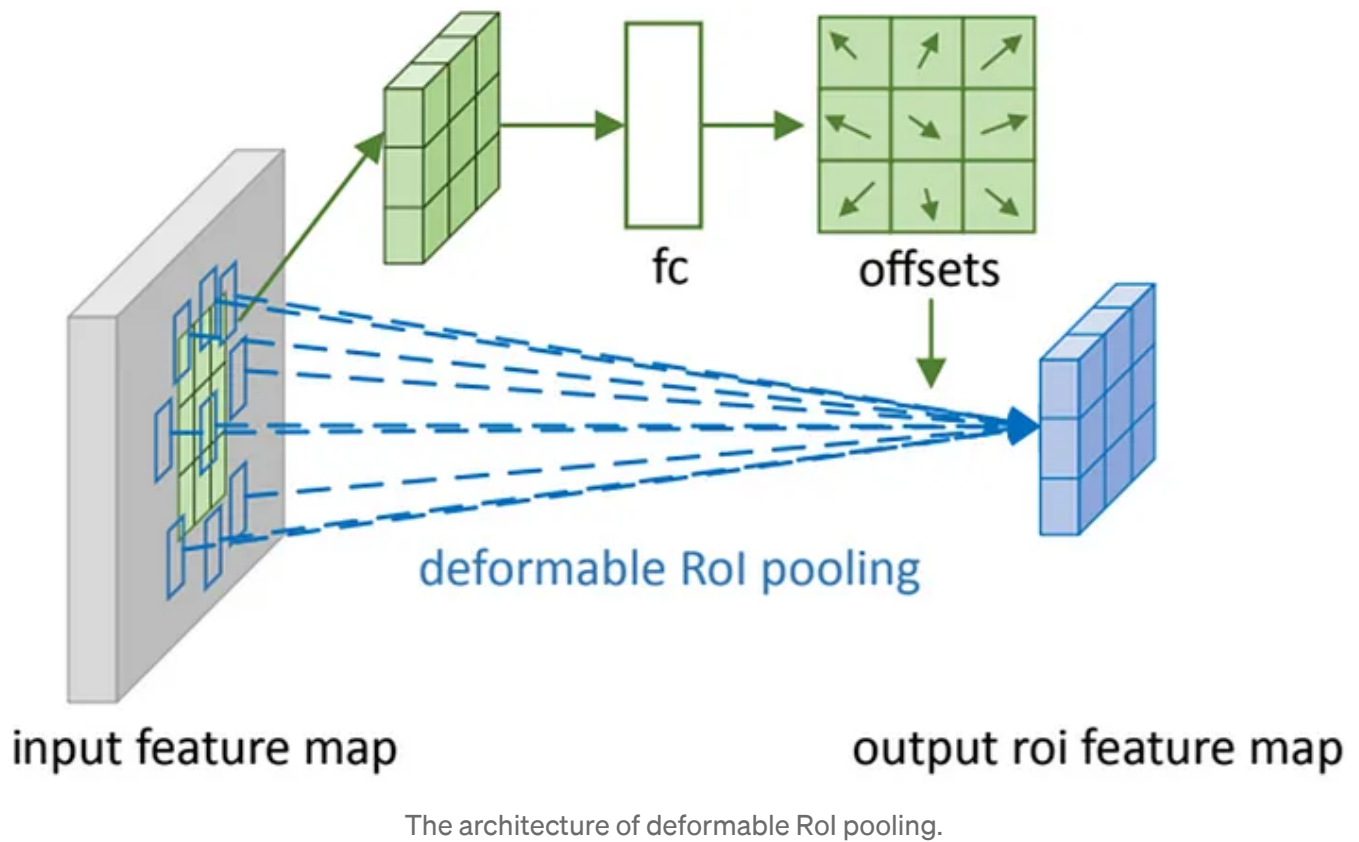 fc
offsets
deformable RoI pooling
input feature map
output roi feature map
The architecture of deformable RoI pooling.